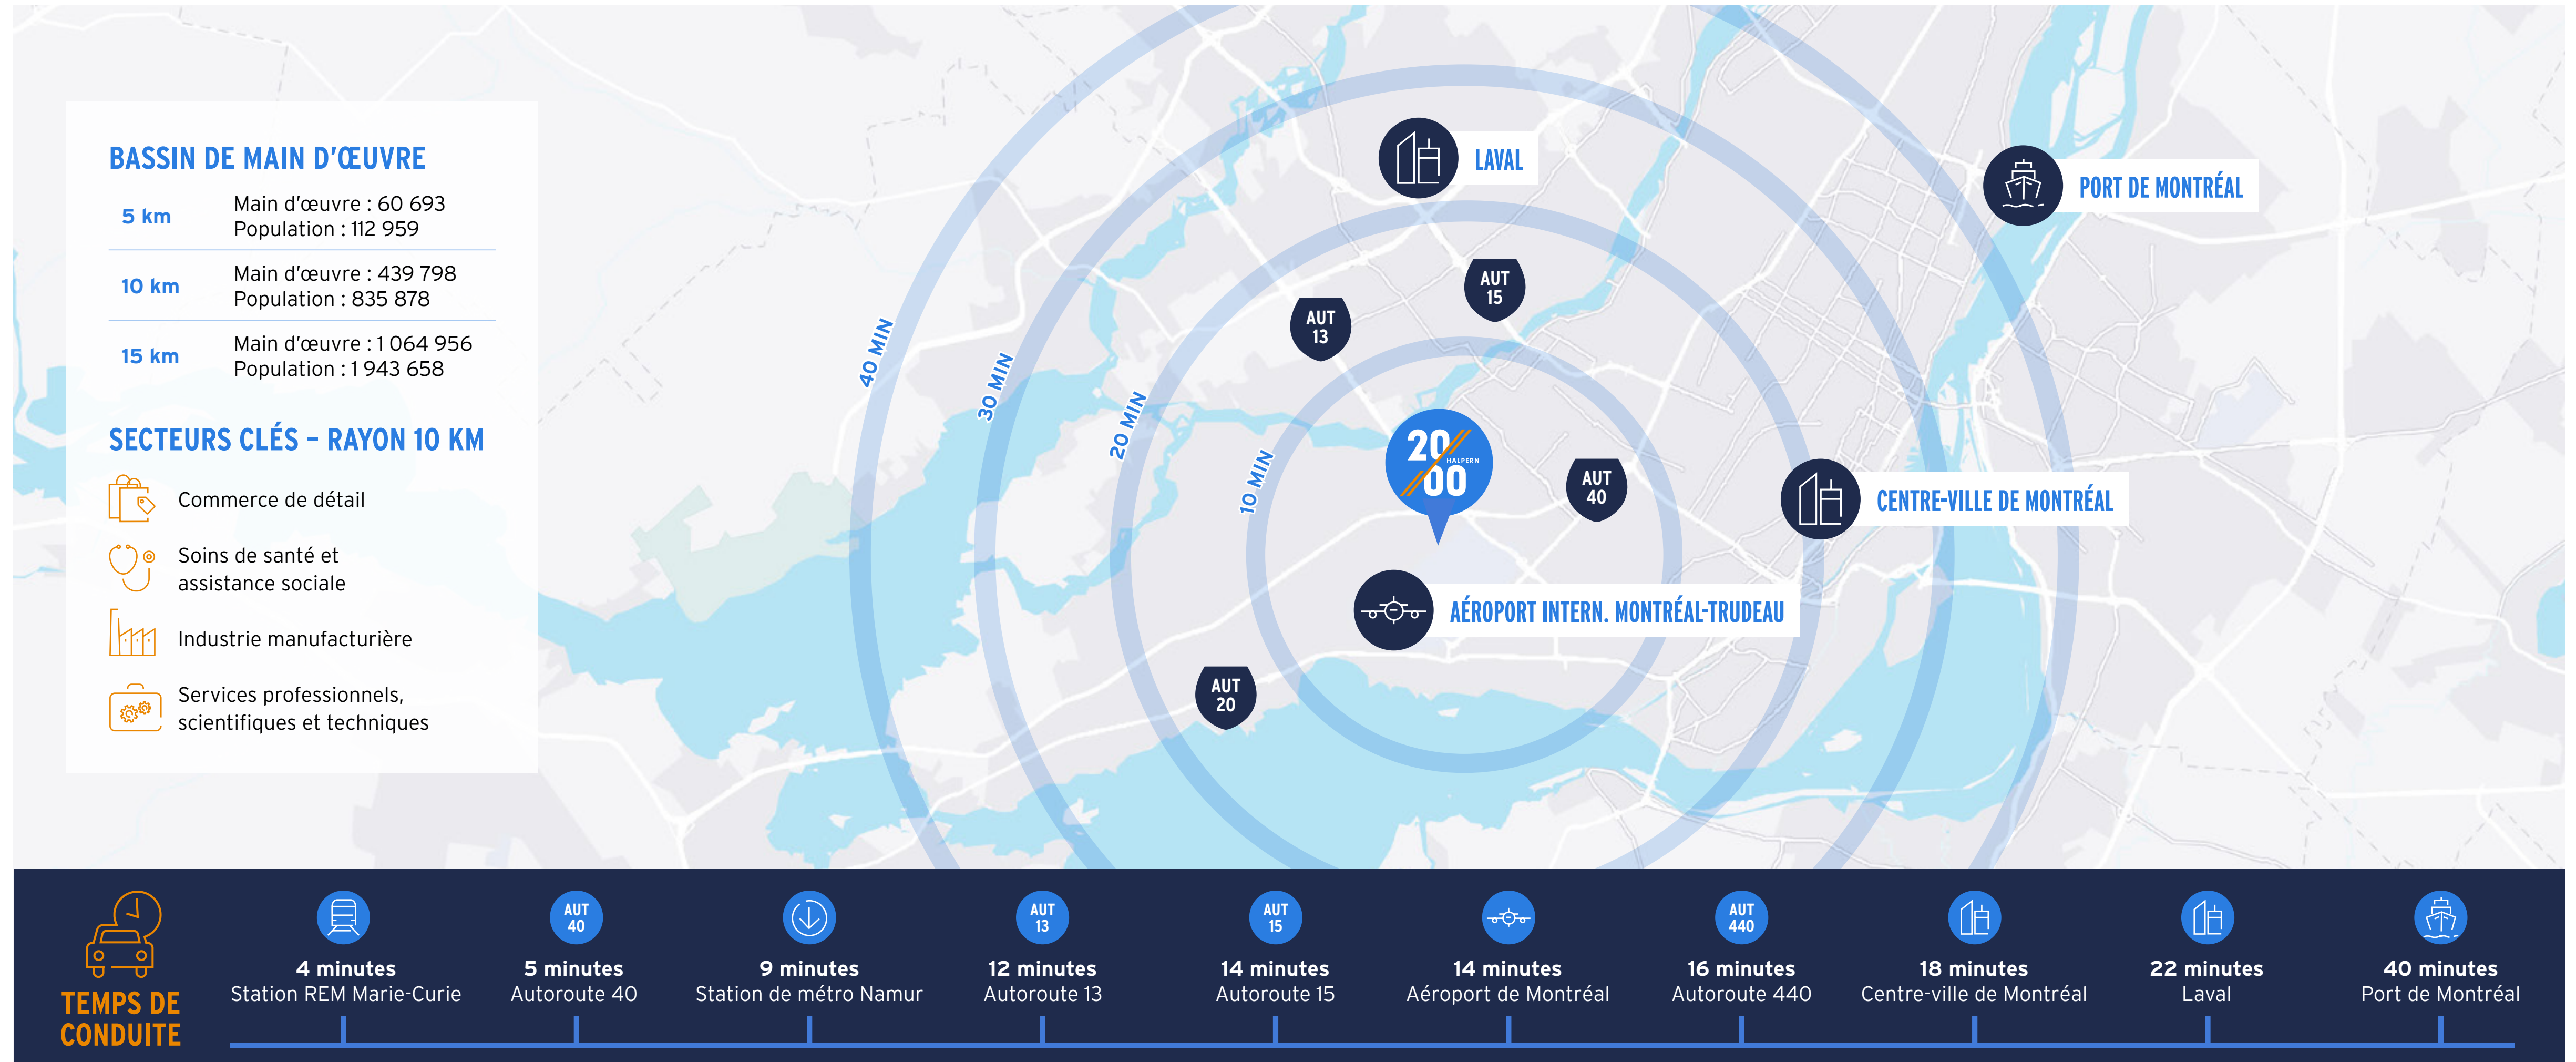 BASSIN DE MAIN D'ŒUVRE
5 km
Main d'œuvre : 60 693
Population : 112 959
10 km
Main d'œuvre : 439 798
Population : 835 878
15 km
Main d'œuvre : 1 064 956
Population : 1 943 658
SECTEURS CLÉS – RAYON 10 KM
Commerce de détail
Soins de santé et
assistance sociale
Industrie manufacturière
Services professionnels,
scientifiques et techniques
40 MIN
30 MIN
20 MIN
10 MIN
LAVAL
PORT DE MONTRÉAL
AUT
15
AUT
13
20
HALPERN
00
AUT
40
CENTRE-VILLE DE MONTRÉAL
AÉROPORT INTERN. MONTRÉAL-TRUDEAU
AUT
20
TEMPS DE
CONDUITE
4 minutes
Station REM Marie-Curie
AUT
40
5 minutes
Autoroute 40
9 minutes
Station de métro Namur
AUT
13
12 minutes
Autoroute 13
AUT
15
14 minutes
Autoroute 15
14 minutes
Aéroport de Montréal
AUT
440
16 minutes
Autoroute 440
18 minutes
Centre-ville de Montréal
22 minutes
Laval
40 minutes
Port de Montréal